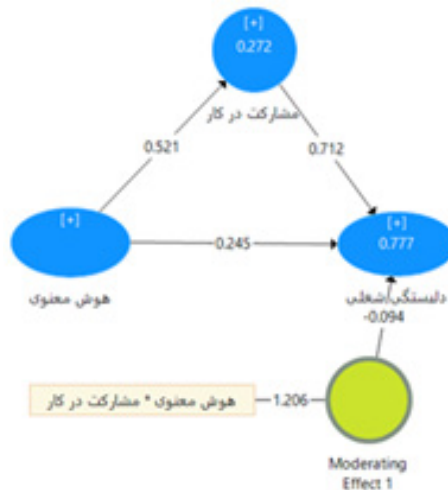 [+]
0.272
مشارکت در کار
0.521
0.712
[+]
هوش معنوی
0.245
[+]
0.777
دلبستگی شغلی
-0.094
هوش معنوی * مشارکت در کار
1.206
Moderating
Effect 1